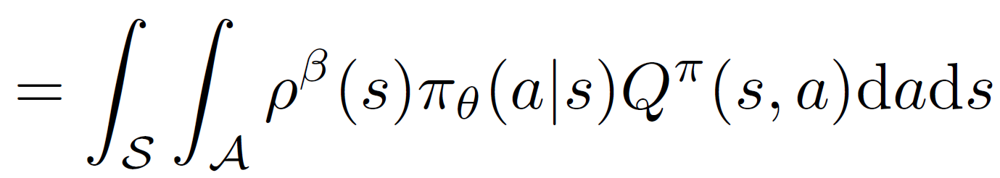 = ∫_𝒮 ∫_𝒜 ρ^β(s)π_θ(a|s)Q^π(s, a)dads